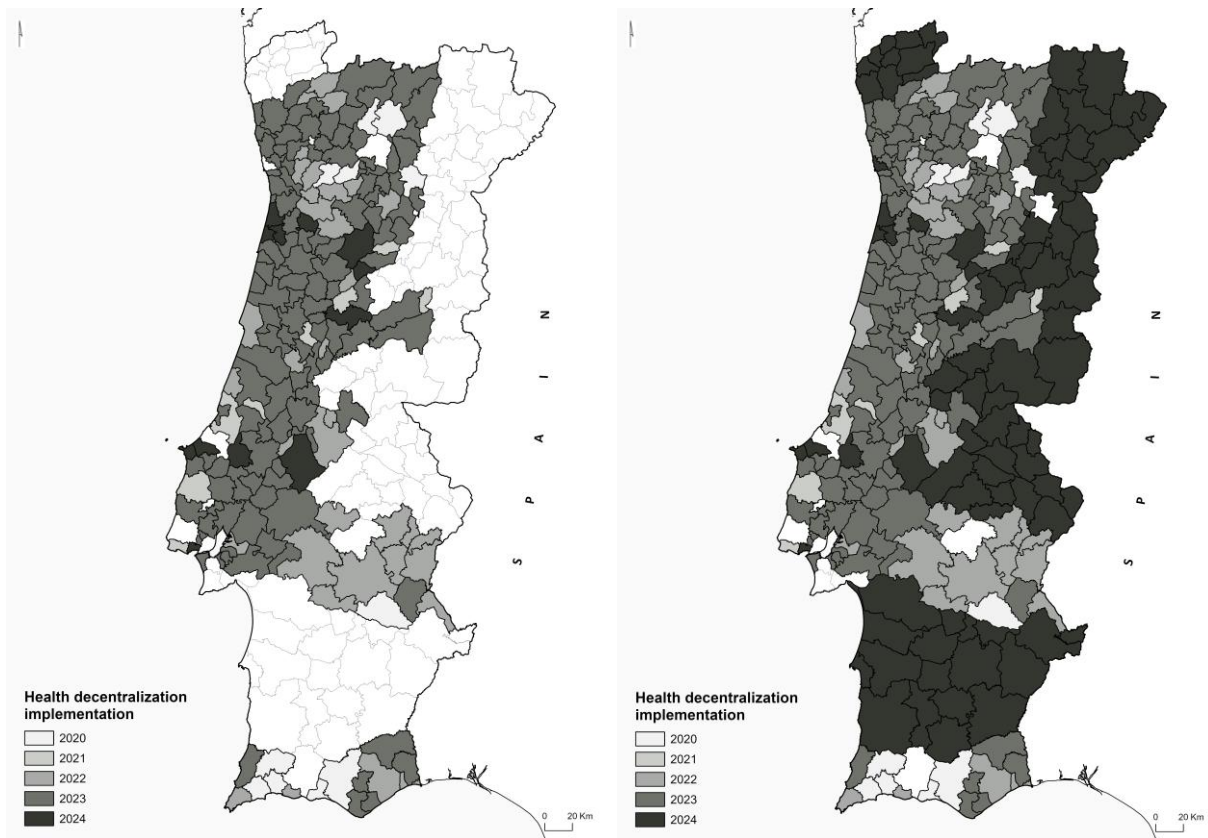 N
I
A
P
S
Health decentralization
implementation
2020
2021
2022
2023
2024
0 20 Km
N
I
A
P
S
Health decentralization
implementation
2020
2021
2022
2023
2024
0 20 Km